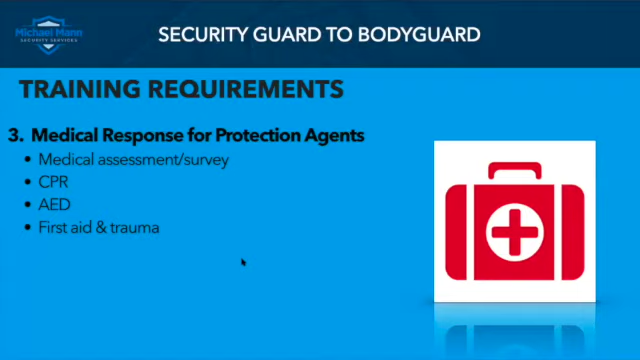 Michael Mann
SECURITY SERVICES
SECURITY GUARD TO BODYGUARD
TRAINING REQUIREMENTS
3. Medical Response for Protection Agents
• Medical assessment/survey
• CPR
• AED
• First aid & trauma